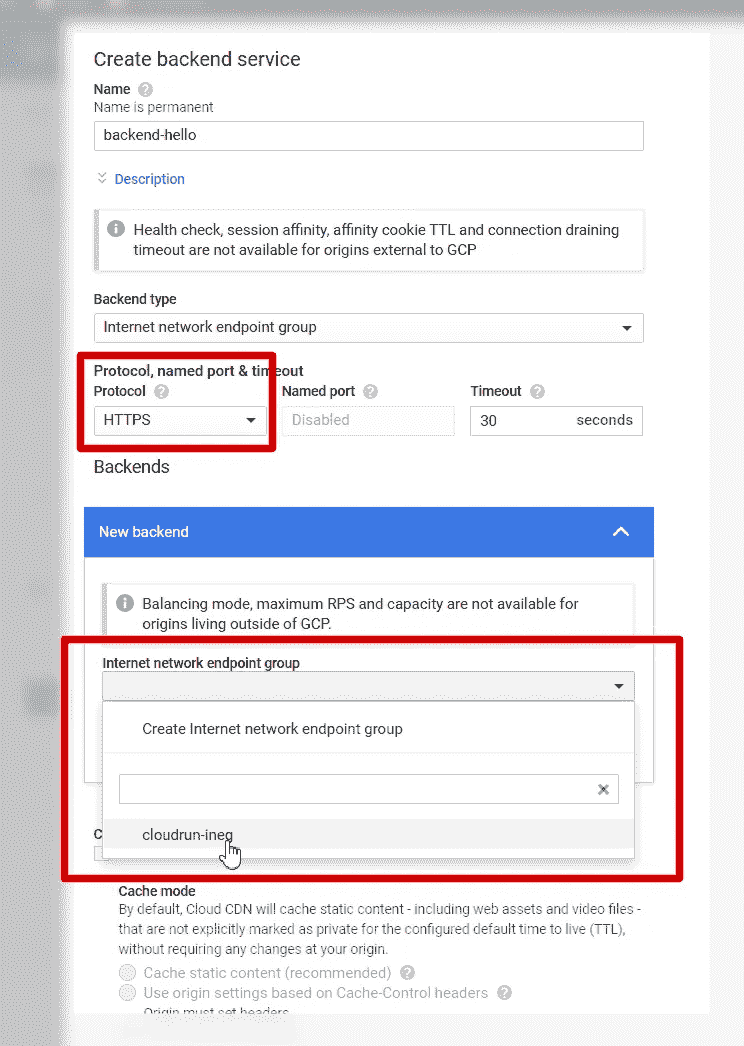 Create backend service
Name
Name is permanent
backend-hello
Description
Health check, session affinity, affinity cookie TTL and connection draining
timeout are not available for origins external to GCP
Backend type
Internet network endpoint group
Protocol, named port & timeout
Protocol
Named port
Timeout
HTTPS
Disabled
30
seconds
Backends
New backend
Balancing mode, maximum RPS and capacity are not available for
origins living outside of GCP.
Internet network endpoint group
Create Internet network endpoint group
cloudrun-ineg
C
Cache mode
By default, Cloud CDN will cache static content - including web assets and video files -
that are not explicitly marked as private for the configured default time to live (TTL),
without requiring any changes at your origin.
Cache static content (recommended)
Use origin settings based on Cache-Control headers
Origin must set headers